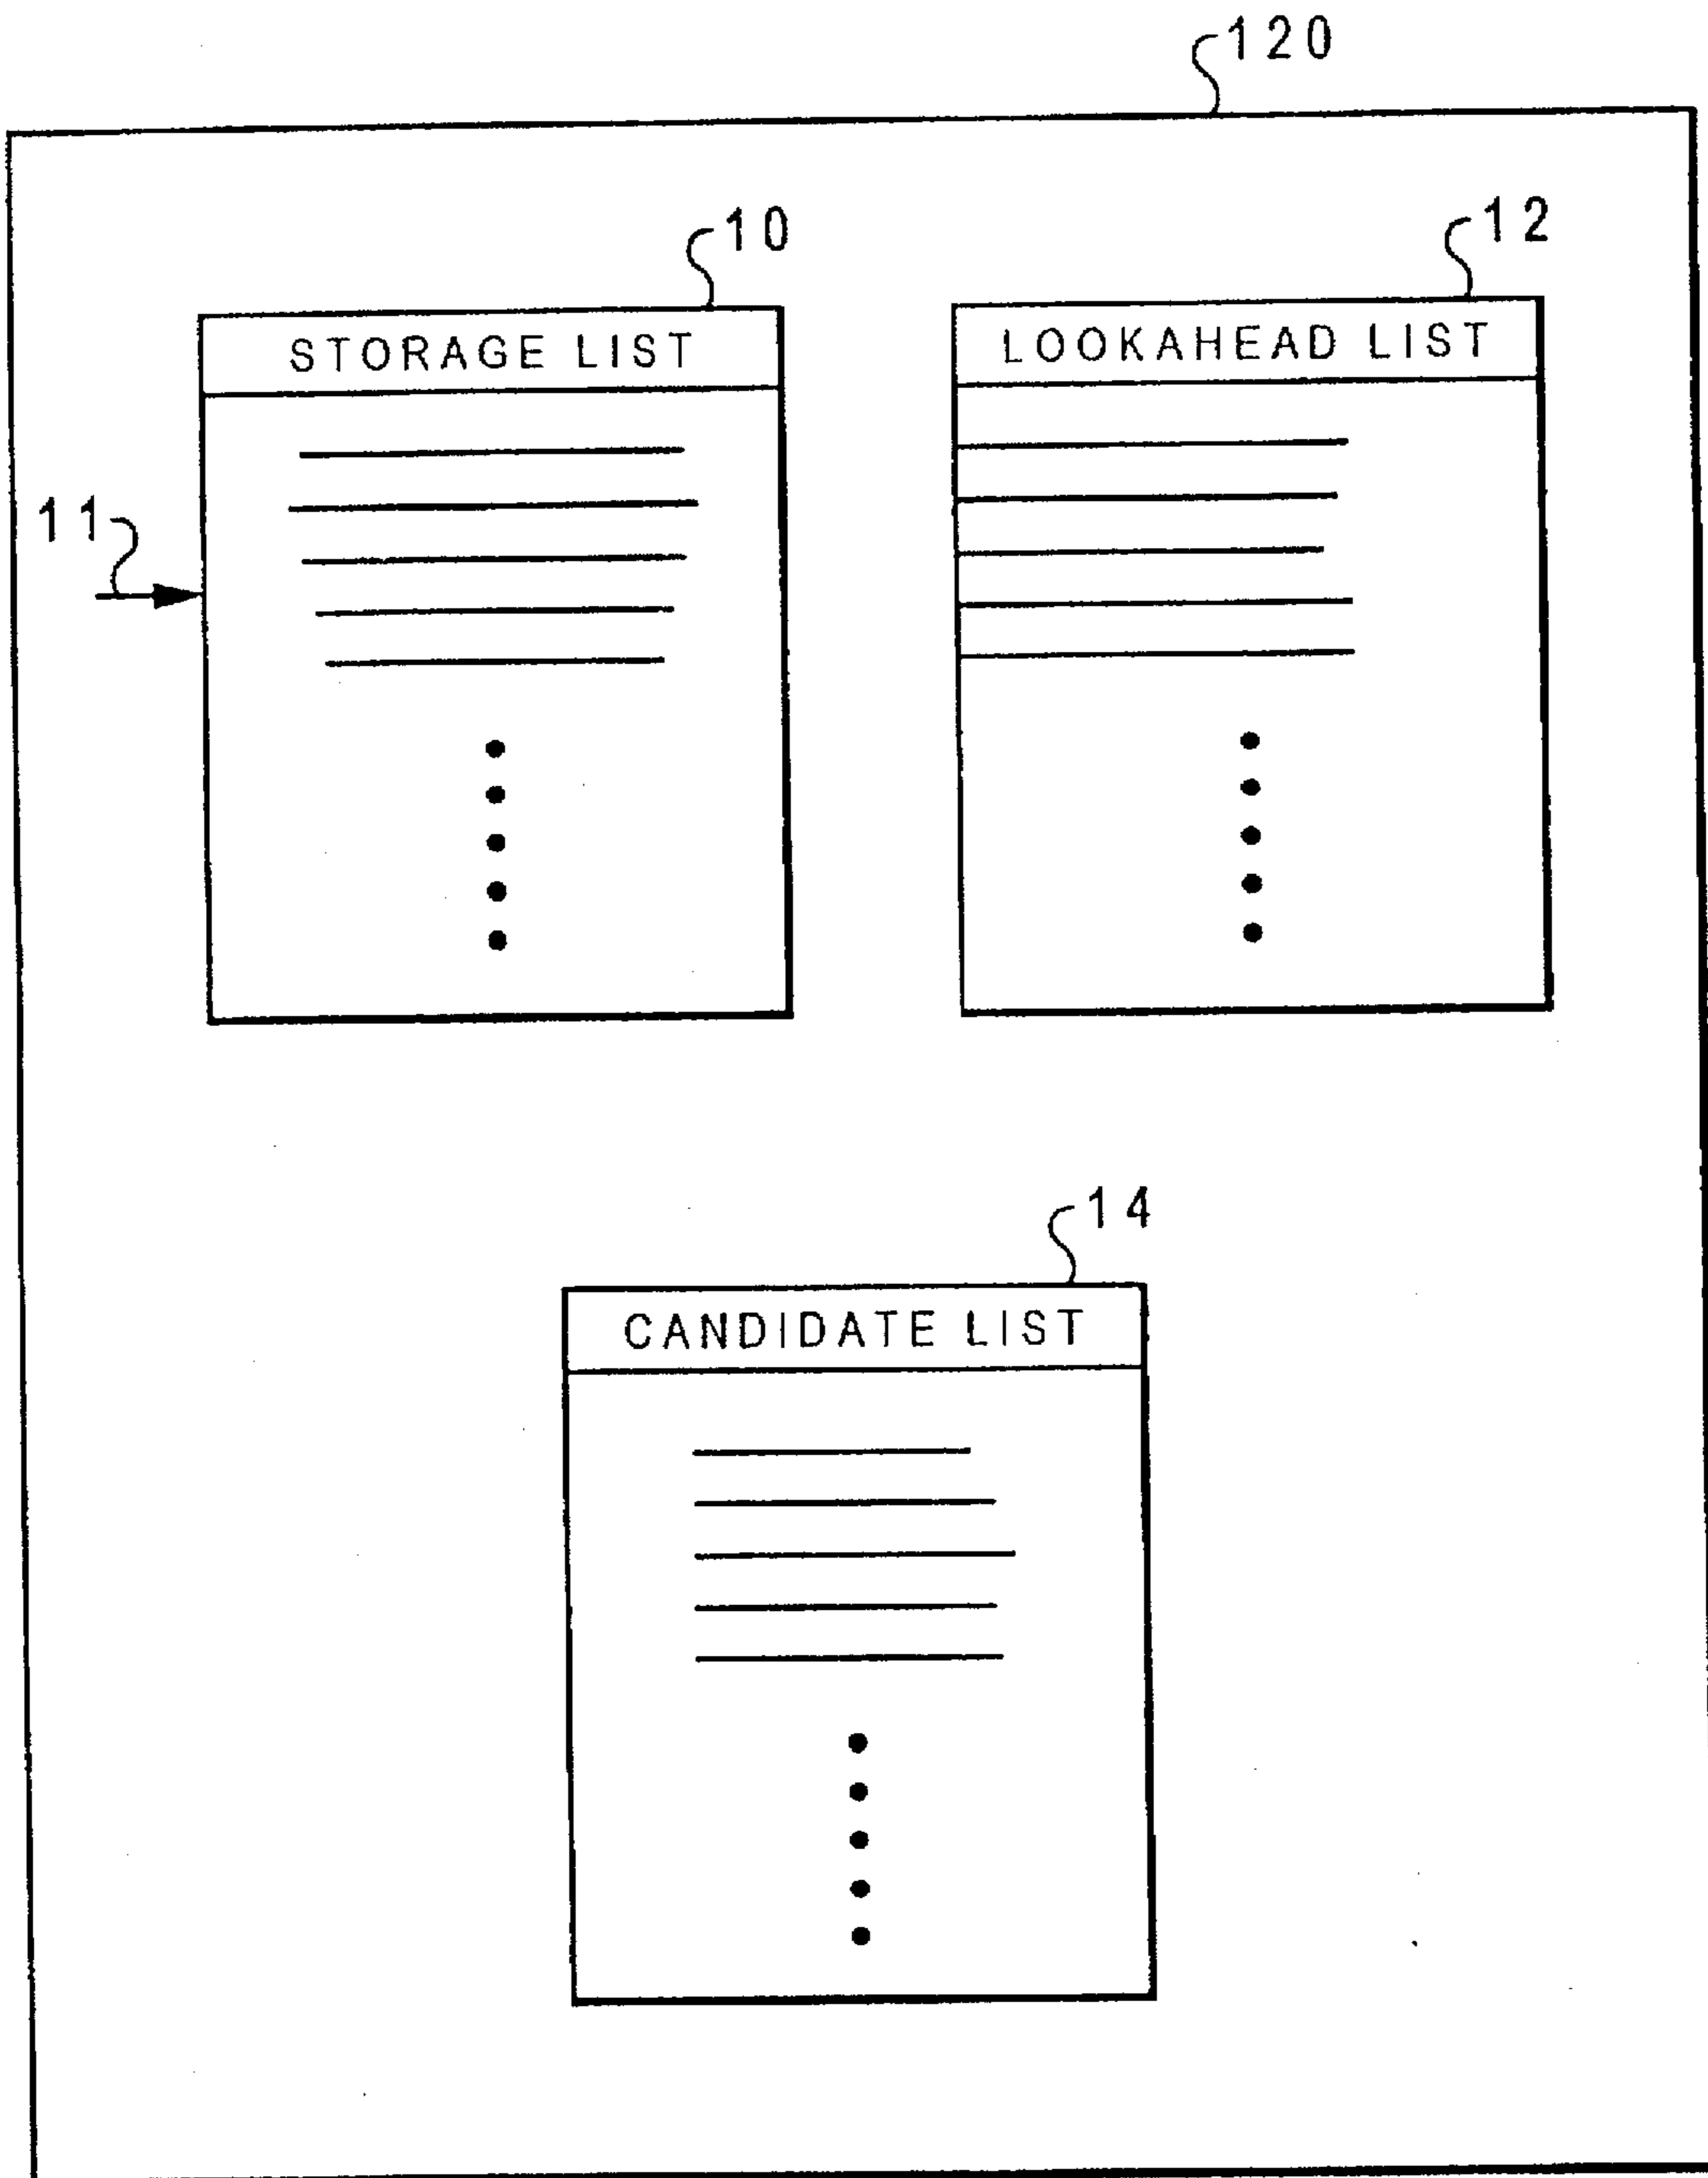 120
10
12
STORAGE LIST
LOOKAHEAD LIST
11
14
CANDIDATE LIST